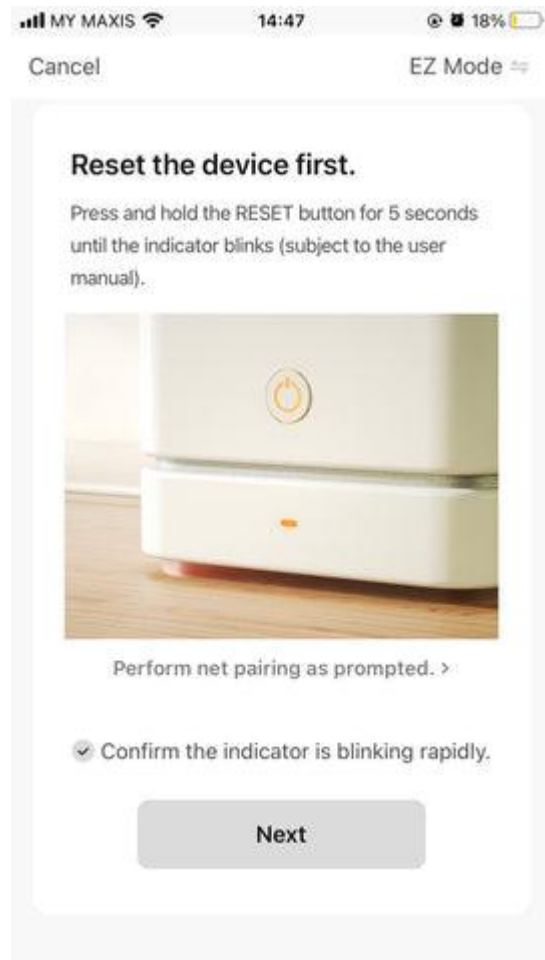 MY MAXIS 14:47 18%
Cancel EZ Mode
Reset the device first.
Press and hold the RESET button for 5 seconds
until the indicator blinks (subject to the user
manual).
Perform net pairing as prompted. >
Confirm the indicator is blinking rapidly.
Next